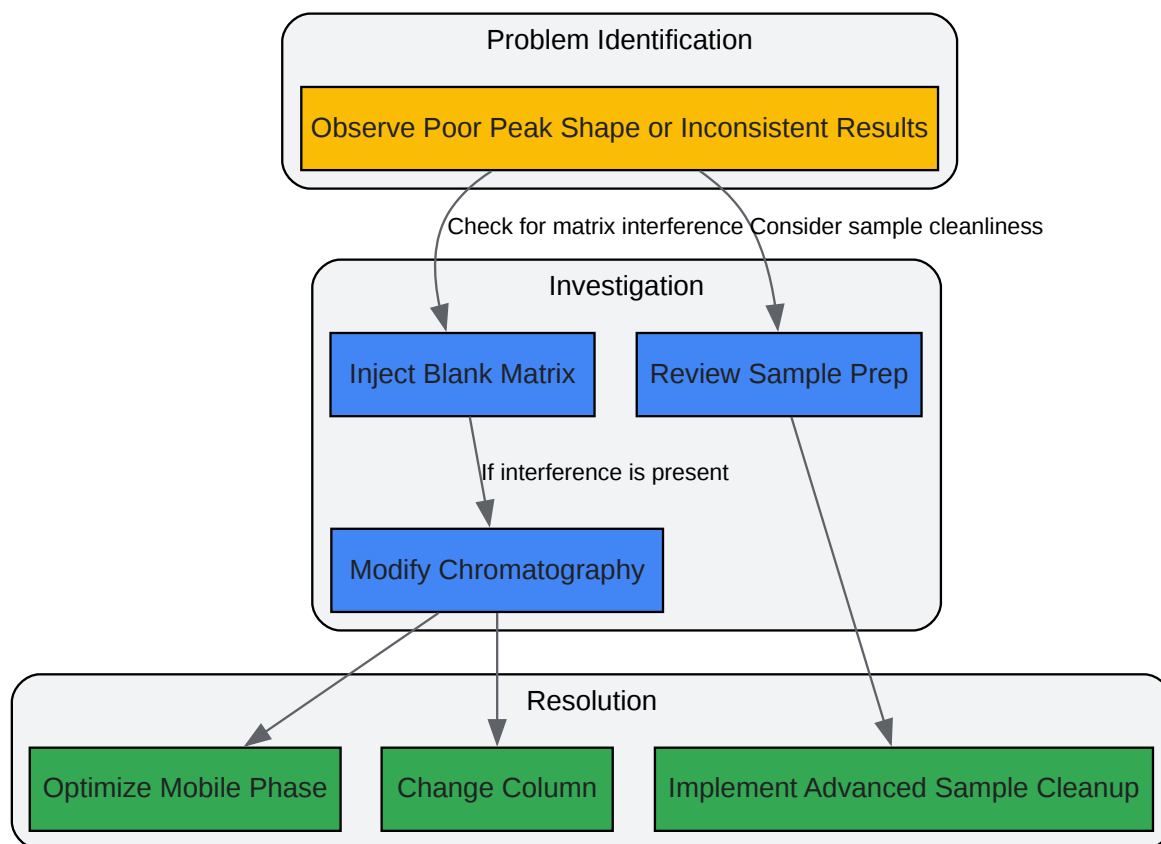 Problem Identification
Observe Poor Peak Shape or Inconsistent Results
Check for matrix interference
Consider sample cleanliness
Investigation
Inject Blank Matrix
Review Sample Prep
If interference is present
Modify Chromatography
Resolution
Optimize Mobile Phase
Change Column
Implement Advanced Sample Cleanup